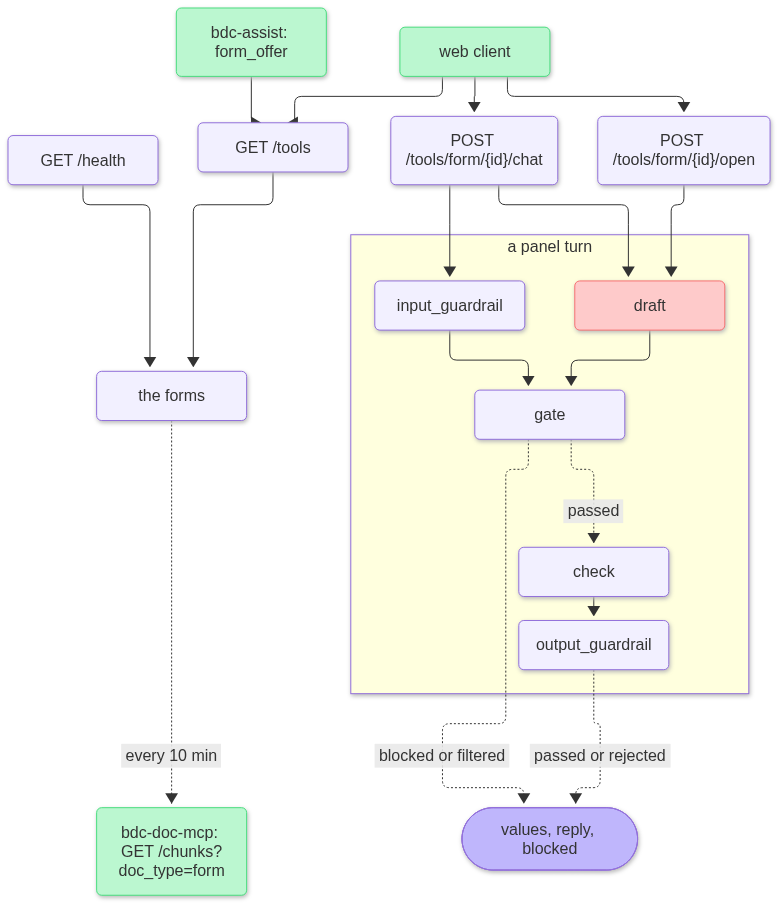 bdc-assist:
form_offer
web client
GET /health
GET /tools
POST
/tools/form/{id}/chat
POST
/tools/form/{id}/open
a panel turn
input_guardrail
draft
the forms
gate
passed
check
output_guardrail
every 10 min
blocked or filtered
passed or rejected
bdc-doc-mcp:
GET /chunks?
doc_type=form
values, reply,
blocked